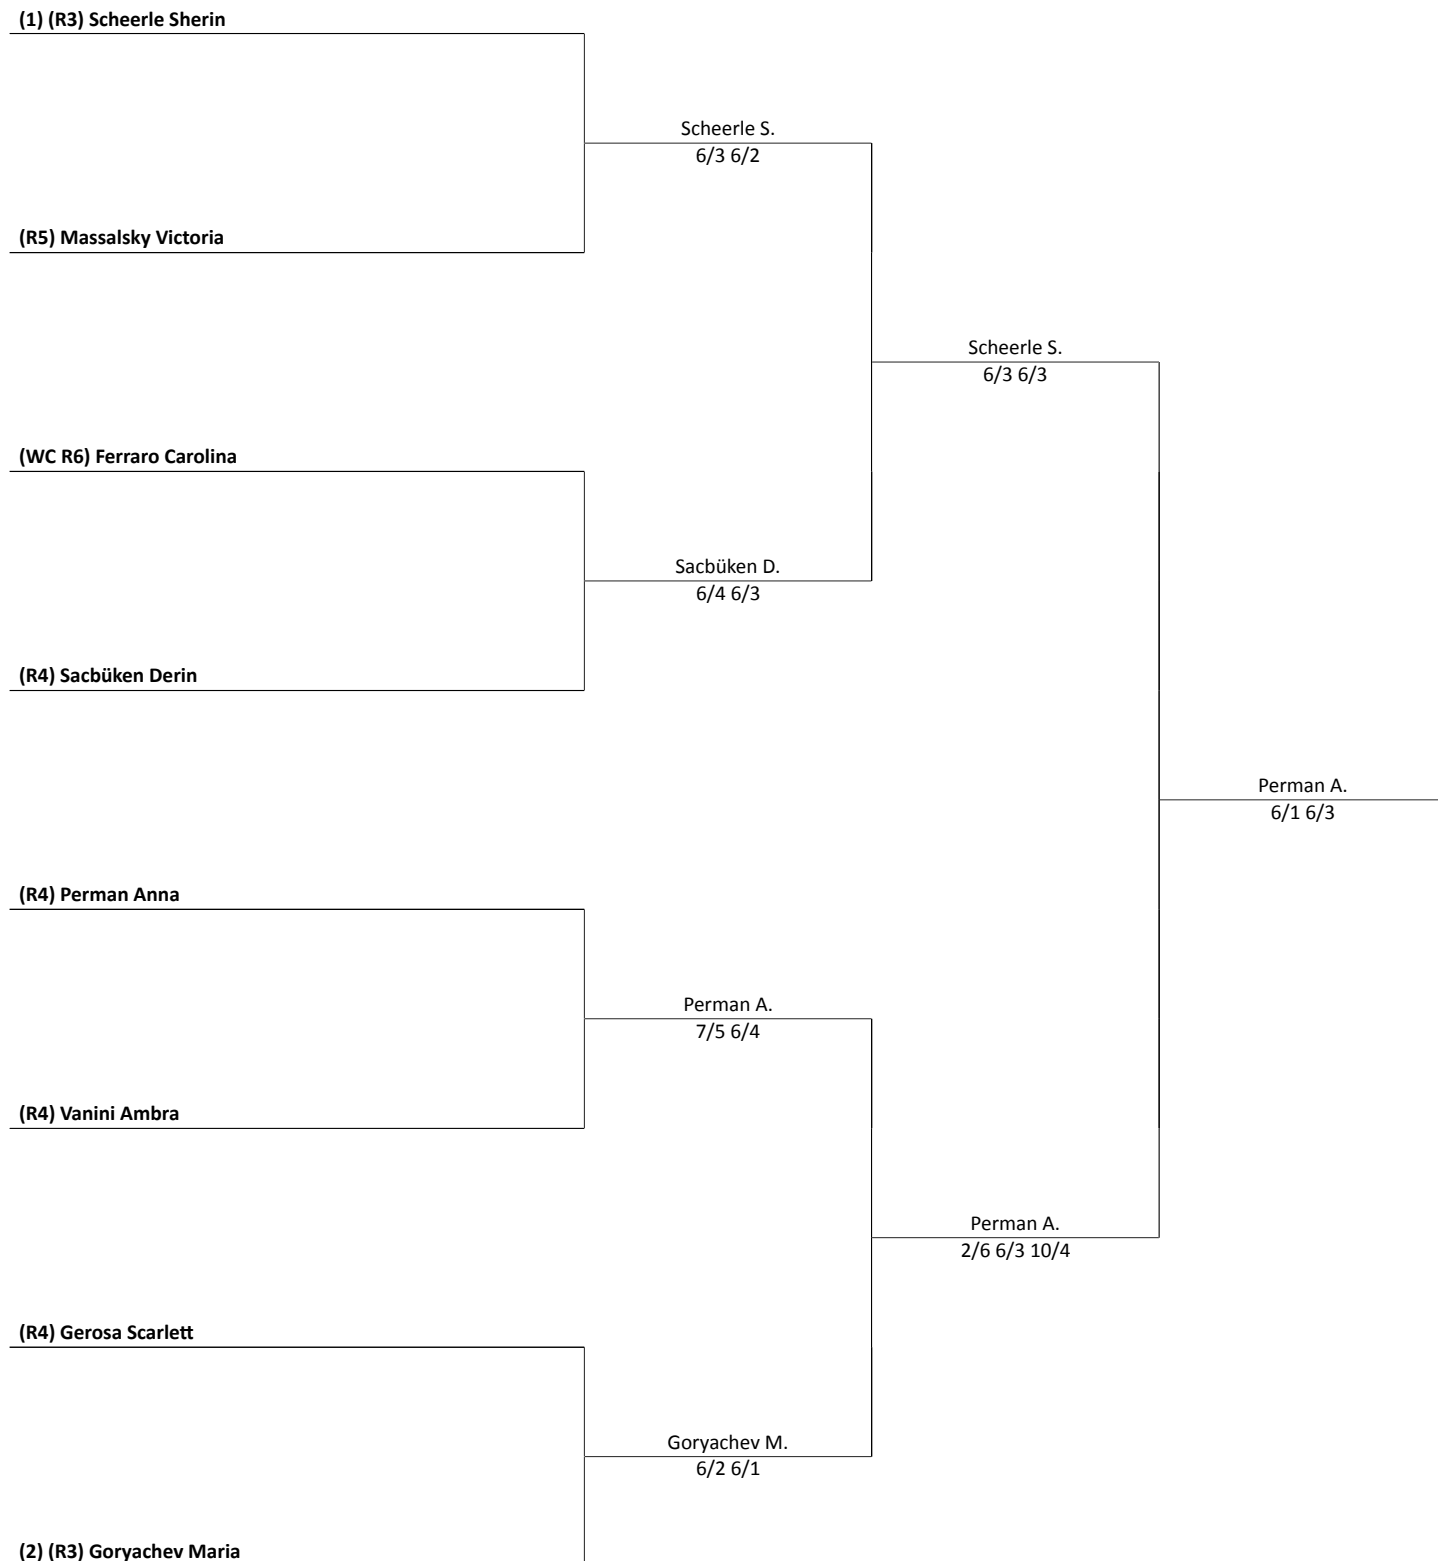 (1) (R3) Scheerle Sherin
Scheerle S.
6/3 6/2
(R5) Massalsky Victoria
Scheerle S.
6/3 6/3
(WC R6) Ferraro Carolina
Sacbüken D.
6/4 6/3
(R4) Sacbüken Derin
Perman A.
6/1 6/3
(R4) Perman Anna
Perman A.
7/5 6/4
(R4) Vanini Ambra
Perman A.
2/6 6/3 10/4
(R4) Gerosa Scarlett
Goryachev M.
6/2 6/1
(2) (R3) Goryachev Maria